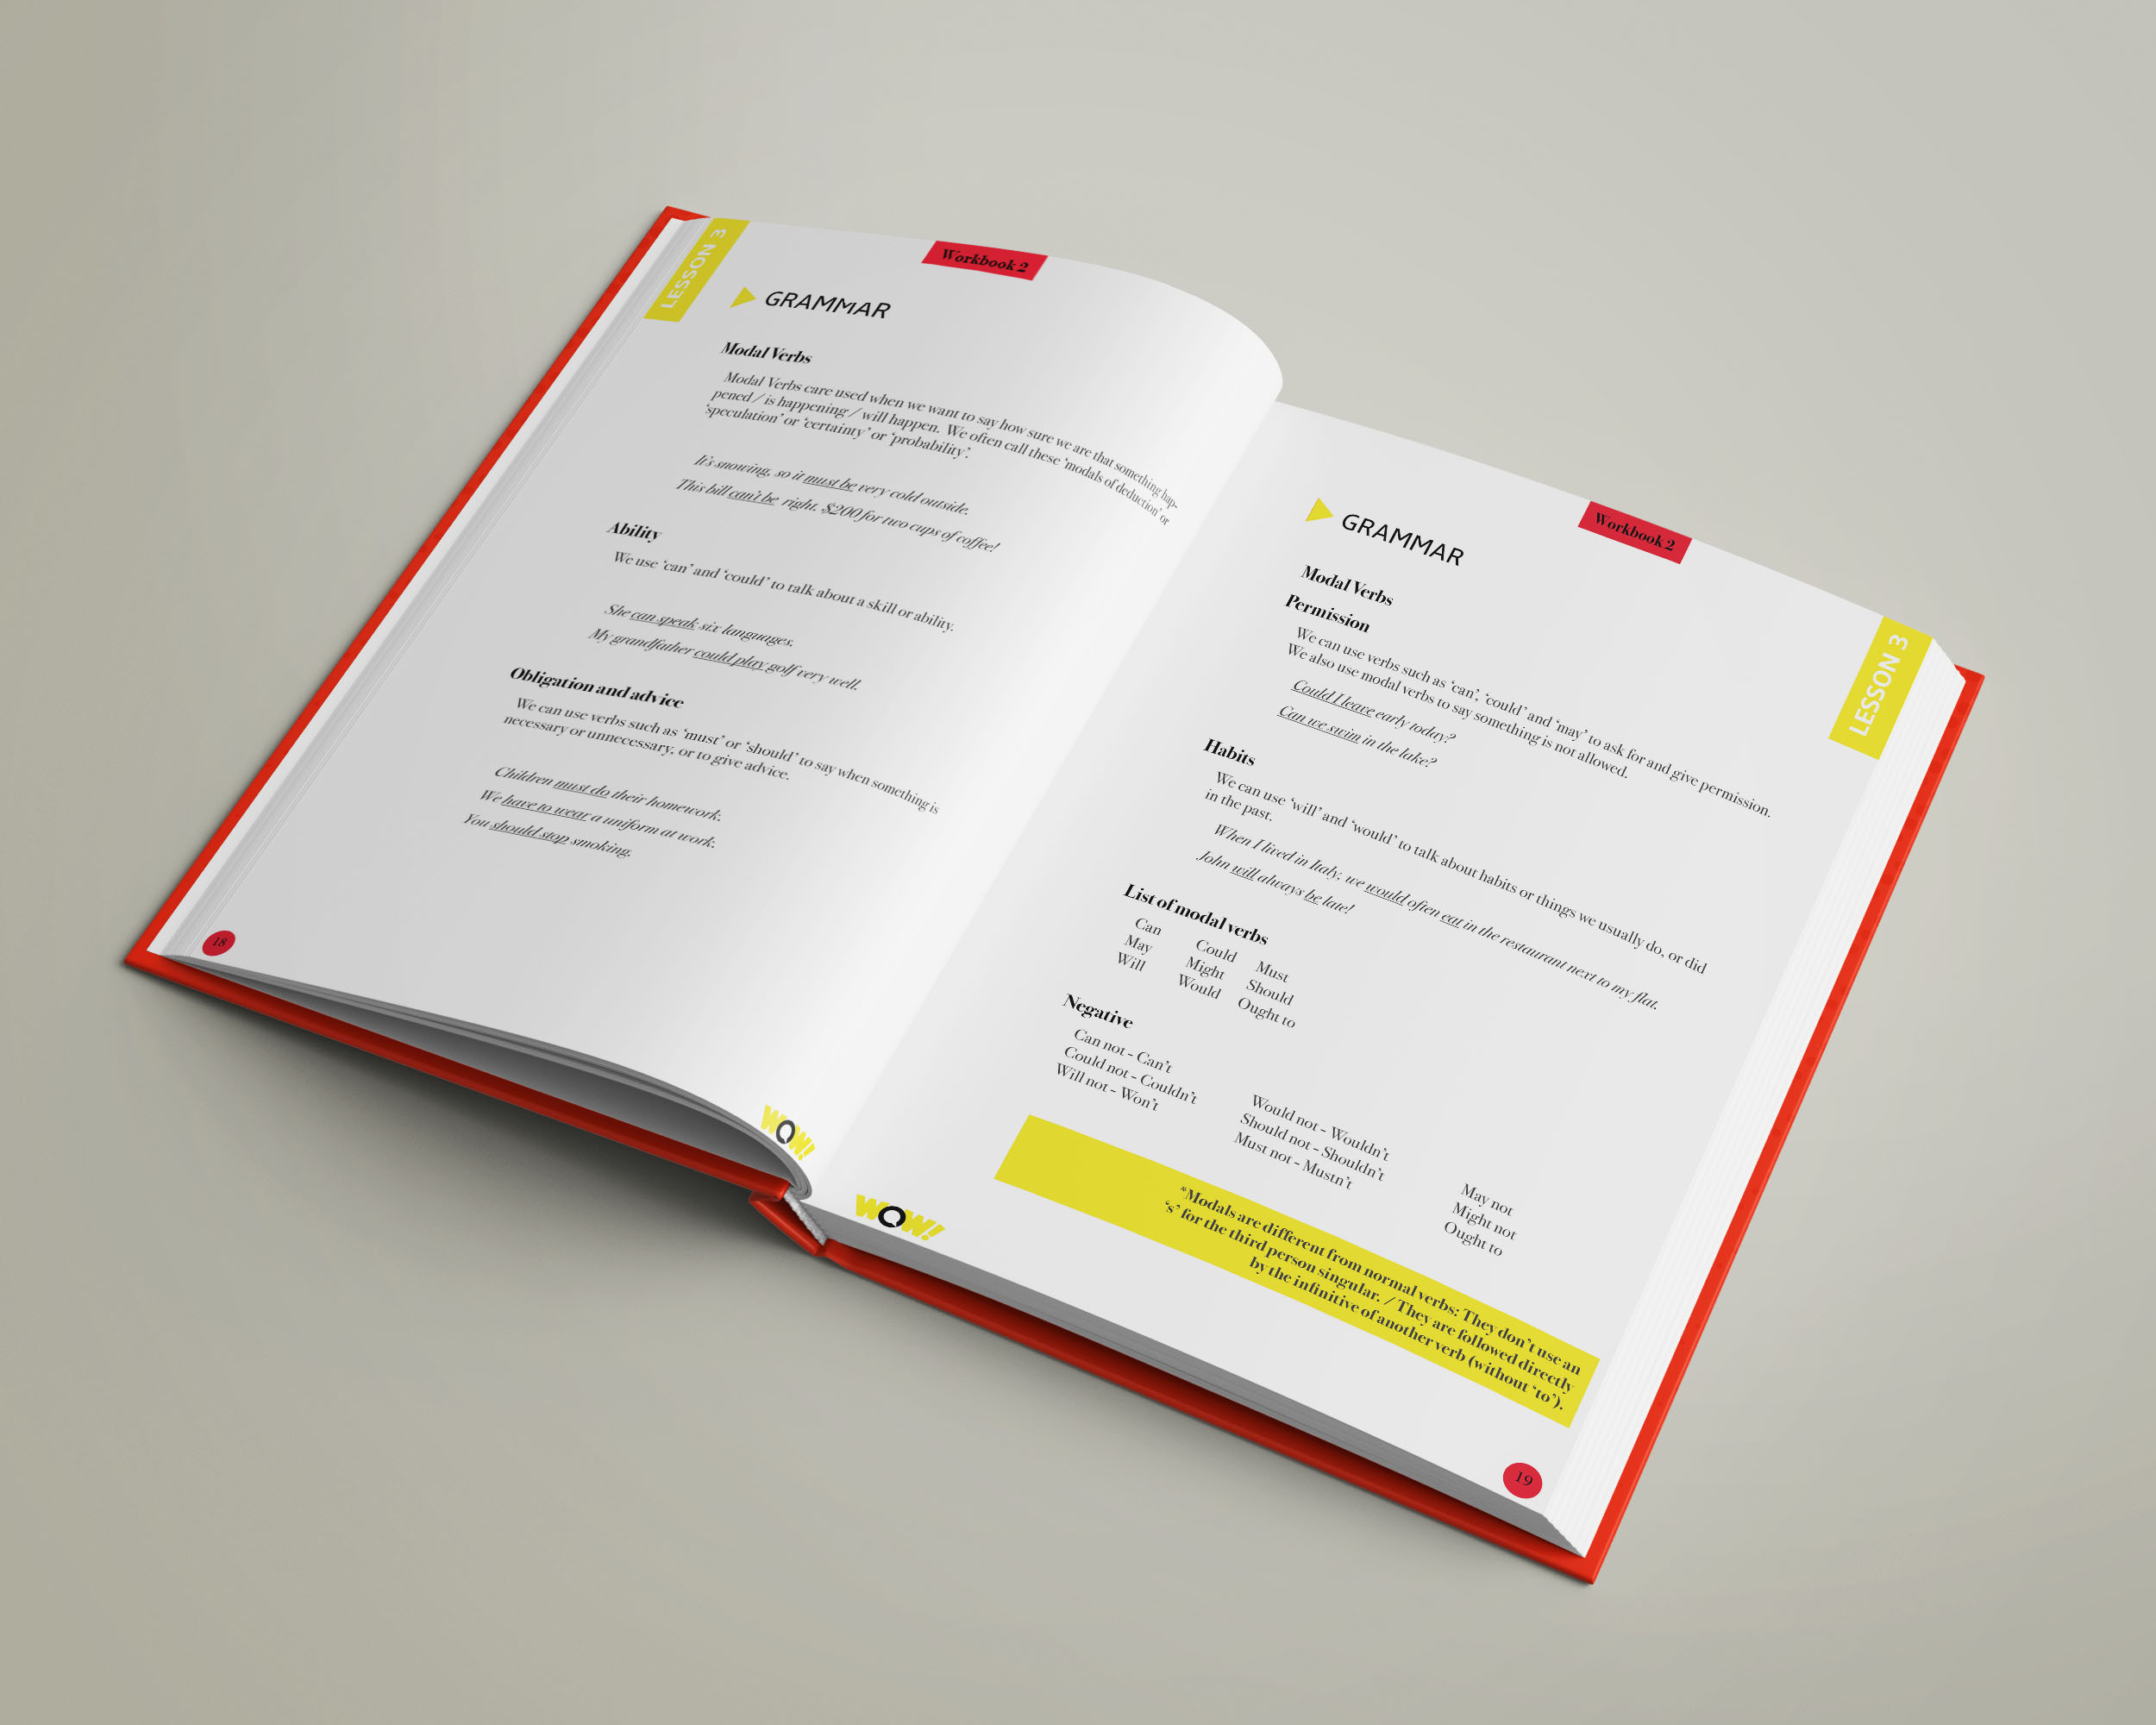 LESSON 3
Workbook 2
GRAMMAR
Modal Verbs
Modal Verbs care used when we want to say how sure we are that something hap-
pened / is happening / will happen. We often call these 'modals of deduction' or
'speculation' or 'certainty' or 'probability'.
It's snowing, so it must be very cold outside.
This bill can't be right. $200 for two cups of coffee!
Ability
We use 'can' and 'could' to talk about a skill or ability.
She can speak six languages.
My grandfather could play golf very well.
Obligation and advice
We can use verbs such as 'must' or 'should' to say when something is
necessary or unnecessary, or to give advice.
Children must do their homework.
We have to wear a uniform at work.
You should stop smoking.
18
WOW!
Workbook 2
LESSON 3
GRAMMAR
Modal Verbs
Permission
We can use verbs such as 'can', 'could' and 'may' to ask for and give permission.
We also use modal verbs to say something is not allowed.
Could I leave early today?
Can we swim in the lake?
Habits
We can use 'will' and 'would' to talk about habits or things we usually do, or did
in the past.
When I lived in Italy, we would often eat in the restaurant next to my flat.
John will always be late!
List of modal verbs
Can Could Must
May Might Should
Will Would Ought to
Negative
Can not - Can't Would not - Wouldn't May not
Could not - Couldn't Should not - Shouldn't Might not
Will not - Won't Must not - Mustn't Ought to
*Modals are different from normal verbs: They don't use an
's' for the third person singular. / They are followed directly
by the infinitive of another verb (without 'to').
WOW!
19